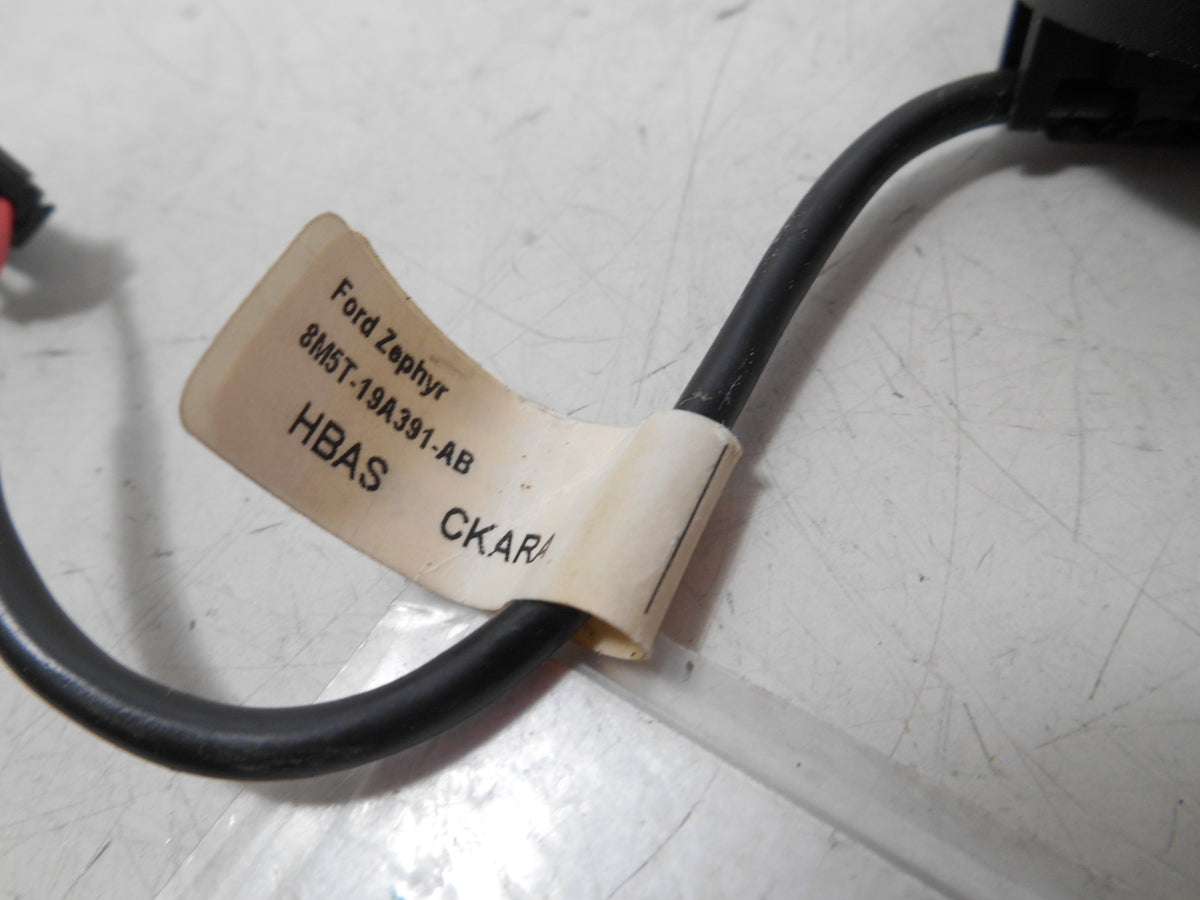 Ford Zephyr
8M5T-19A391-AB
HBAS
CKARA